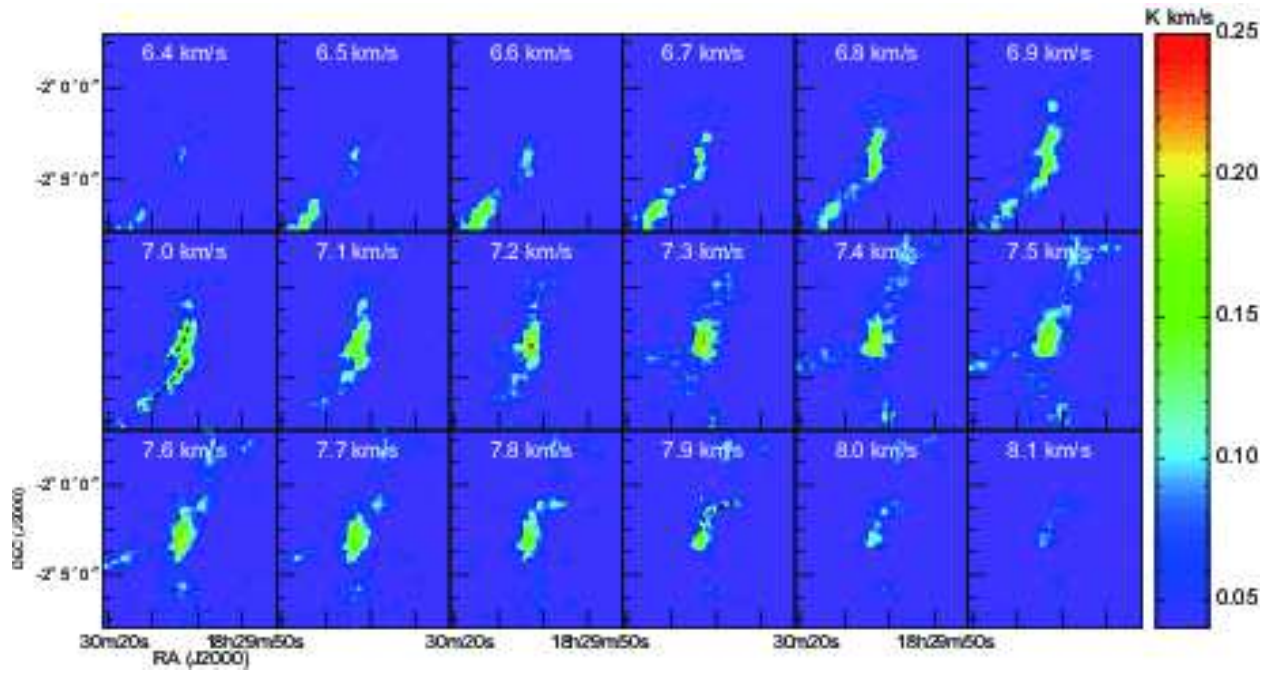 K km/s
6.4 km/s 6.5 km/s 6.6 km/s 6.7 km/s 6.8 km/s 6.9 km/s
0.25
-2°0'0"
0.20
-2°5'0"
7.0 km/s 7.1 km/s 7.2 km/s 7.3 km/s 7.4 km/s 7.5 km/s
0.15
7.6 km/s 7.7 km/s 7.8 km/s 7.9 km/s 8.0 km/s 8.1 km/s
0.10
-2°0'0"
DEC (J2000)
-2°5'0"
0.05
30m20s 18h29m50s 30m20s 18h29m50s 30m20s 18h29m50s
RA (J2000)